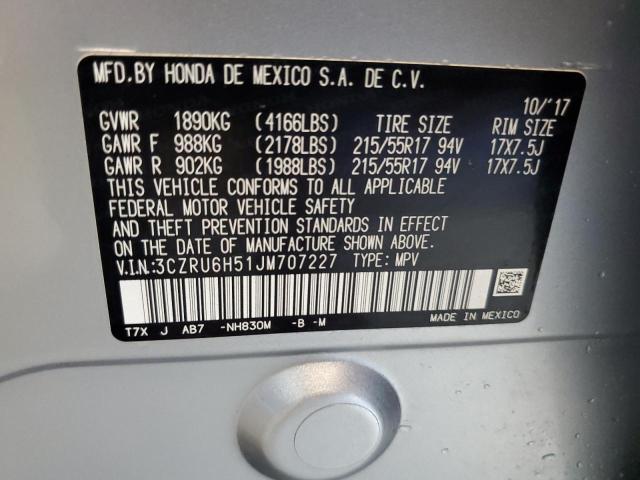 MFD.BY HONDA DE MEXICO S.A. DE C.V.
10/'17
GVWR 1890KG (4166LBS) TIRE SIZE RIM SIZE
GAWR F 988KG (2178LBS) 215/55R17 94V 17X7.5J
GAWR R 902KG (1988LBS) 215/55R17 94V 17X7.5J
THIS VEHICLE CONFORMS TO ALL APPLICABLE
FEDERAL MOTOR VEHICLE SAFETY
AND THEFT PREVENTION STANDARDS IN EFFECT
ON THE DATE OF MANUFACTURE SHOWN ABOVE.
V.I.N.:3CZRU6H51JM707227 TYPE: MPV
T7X J AB7 -NH830M -B -M
MADE IN MEXICO